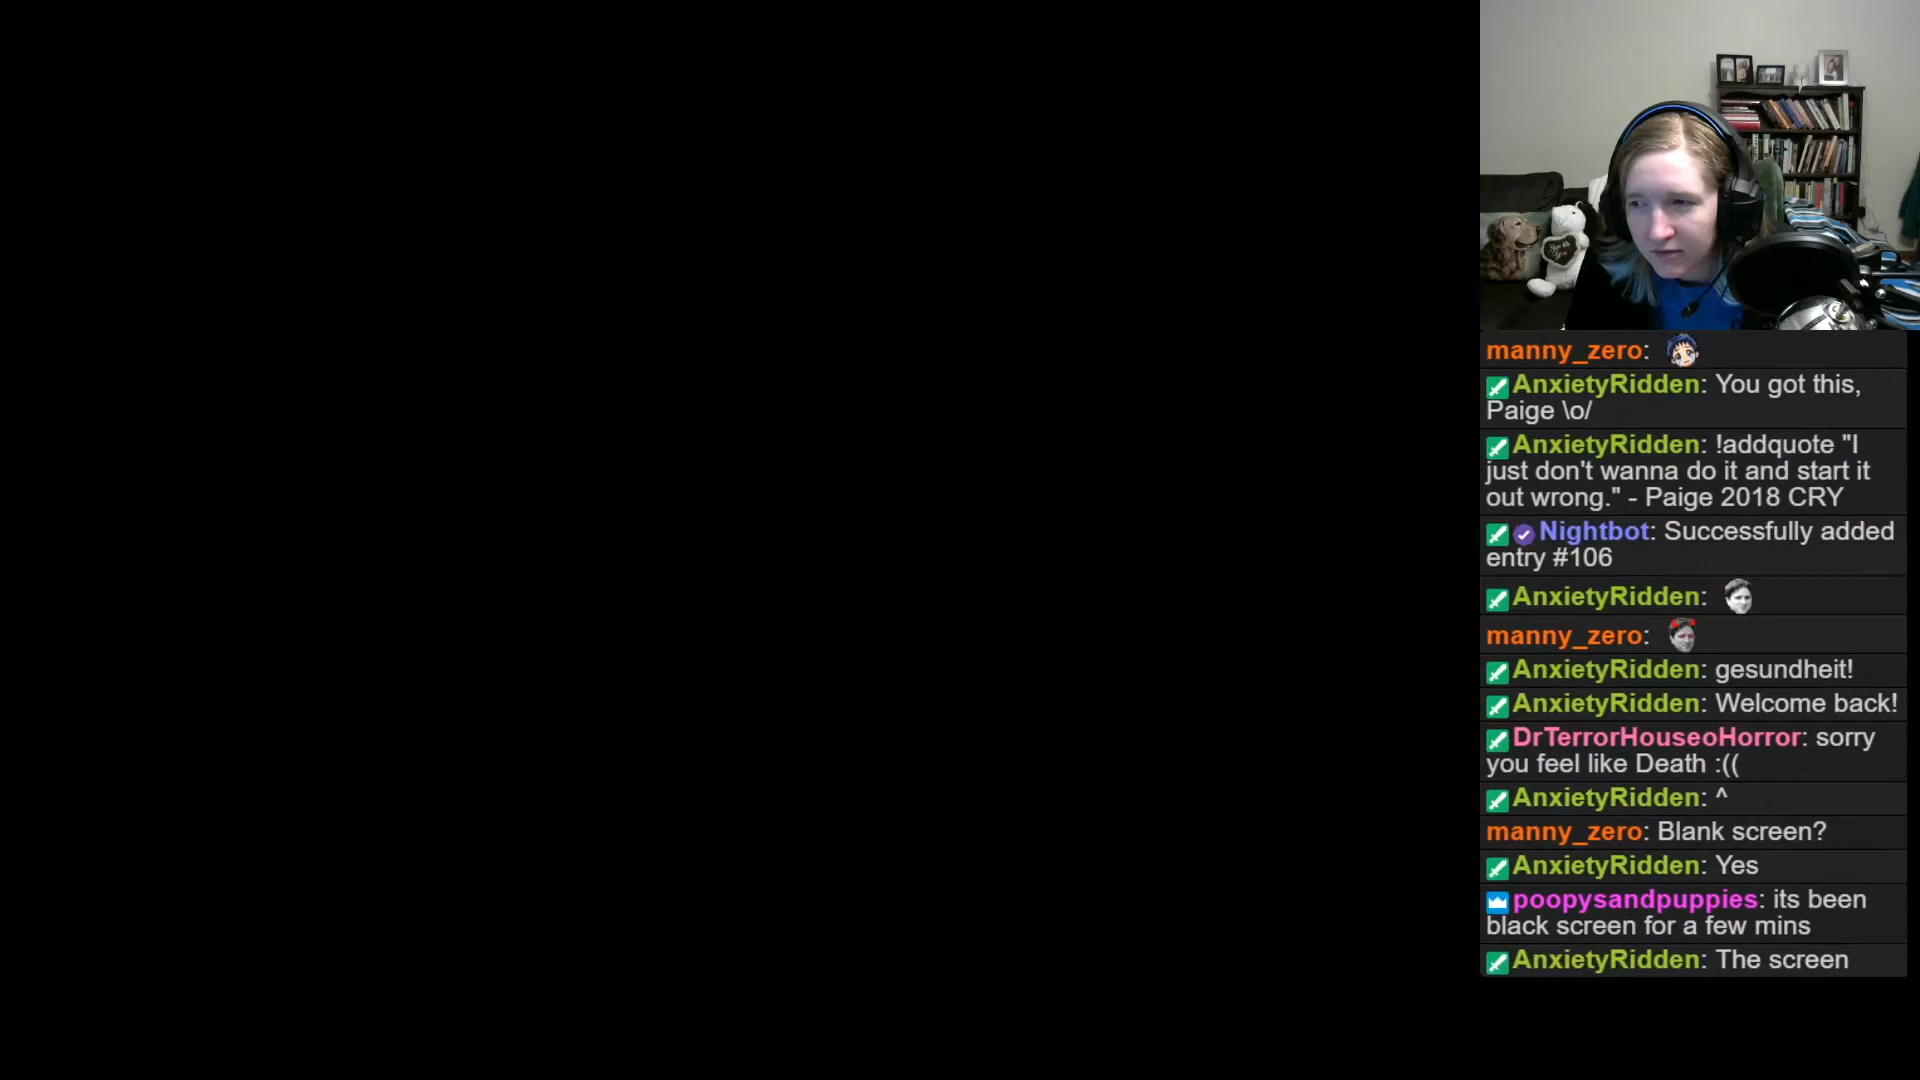 manny_zero:
AnxietyRidden: You got this,
Paige \o/
AnxietyRidden: !addquote "I
just don't wanna do it and start it
out wrong." - Paige 2018 CRY
Nightbot: Successfully added
entry #106
AnxietyRidden:
manny_zero:
AnxietyRidden: gesundheit!
AnxietyRidden: Welcome back!
DrTerrorHouseoHorror: sorry
you feel like Death :((
AnxietyRidden: ^
manny_zero: Blank screen?
AnxietyRidden: Yes
poopysandpuppies: its been
black screen for a few mins
AnxietyRidden: The screen